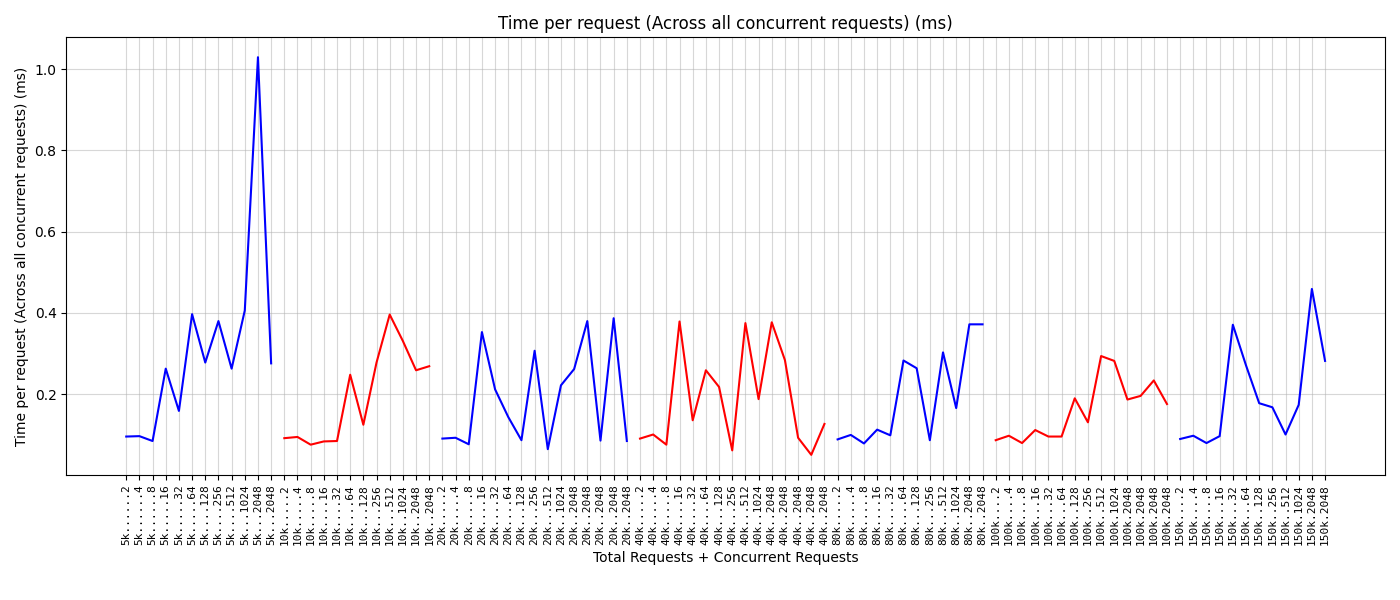 Time per request (Across all concurrent requests) (ms)
Time per request (Across all concurrent requests) (ms)
1.0
0.8
0.6
0.4
0.2
5k......2
5k......4
5k......8
5k.....16
5k.....32
5k.....64
5k....128
5k....256
5k....512
5k...1024
5k...2048
5k...2048
10k.....2
10k.....4
10k.....8
10k....16
10k....32
10k....64
10k...128
10k...256
10k...512
10k..1024
10k..2048
10k..2048
20k.....2
20k.....4
20k.....8
20k....16
20k....32
20k....64
20k...128
20k...256
20k...512
20k..1024
20k..2048
20k..2048
20k..2048
20k..2048
20k..2048
40k.....2
40k.....4
40k.....8
40k....16
40k....32
40k....64
40k...128
40k...256
40k...512
40k..1024
40k..2048
40k..2048
40k..2048
40k..2048
40k..2048
80k.....2
80k.....4
80k.....8
80k....16
80k....32
80k....64
80k...128
80k...256
80k...512
80k..1024
80k..2048
80k..2048
100k....2
100k....4
100k....8
100k...16
100k...32
100k...64
100k..128
100k..256
100k..512
100k.1024
100k.2048
100k.2048
100k.2048
100k.2048
150k....2
150k....4
150k....8
150k...16
150k...32
150k...64
150k..128
150k..256
150k..512
150k.1024
150k.2048
150k.2048
Total Requests + Concurrent Requests